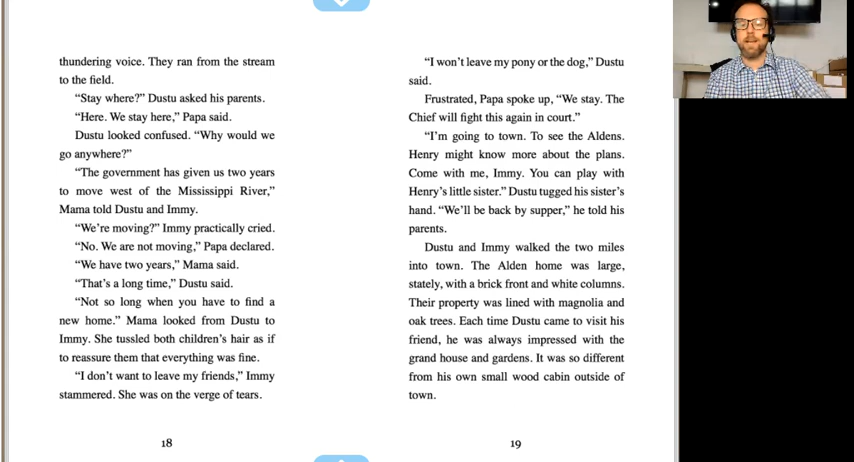 thundering voice. They ran from the stream
to the field.
“Stay where?” Dustu asked his parents.
“Here. We stay here,” Papa said.
Dustu looked confused. “Why would we
go anywhere?”
“The government has given us two years
to move west of the Mississippi River,”
Mama told Dustu and Immy.
“We’re moving?” Immy practically cried.
“No. We are not moving,” Papa declared.
“We have two years,” Mama said.
“That’s a long time,” Dustu said.
“Not so long when you have to find a
new home.” Mama looked from Dustu to
Immy. She tussled both children’s hair as if
to reassure them that everything was fine.
“I don’t want to leave my friends,” Immy
stammered. She was on the verge of tears.
18
“I won’t leave my pony or the dog,” Dustu
said.
Frustrated, Papa spoke up, “We stay. The
Chief will fight this again in court.”
“I’m going to town. To see the Aldens.
Henry might know more about the plans.
Come with me, Immy. You can play with
Henry’s little sister.” Dustu tugged his sister’s
hand. “We’ll be back by supper,” he told his
parents.
Dustu and Immy walked the two miles
into town. The Alden home was large,
stately, with a brick front and white columns.
Their property was lined with magnolia and
oak trees. Each time Dustu came to visit his
friend, he was always impressed with the
grand house and gardens. It was so different
from his own small wood cabin outside of
town.
19